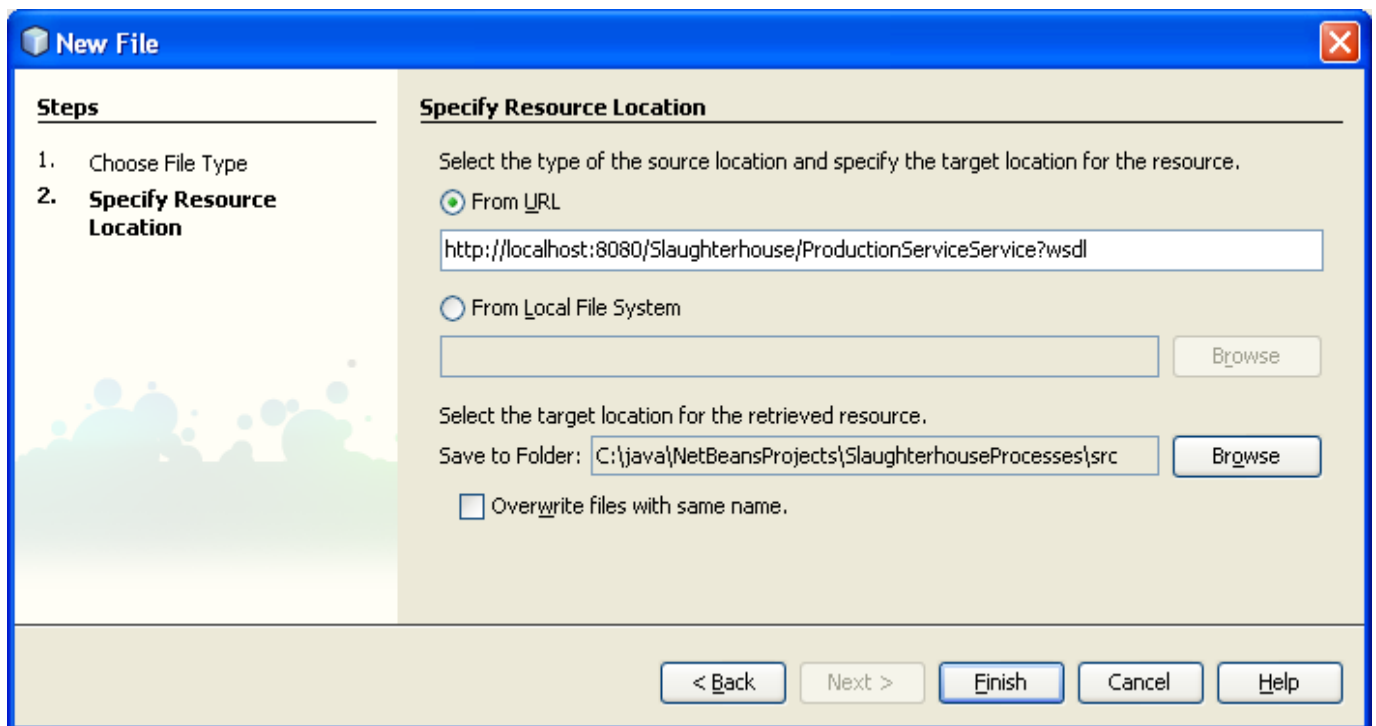 New File
Steps
1. Choose File Type
2. Specify Resource
Location
Specify Resource Location
Select the type of the source location and specify the target location for the resource.
From URL
http://localhost:8080/Slaughterhouse/ProductionServiceService?wsdl
From Local File System
Browse
Select the target location for the retrieved resource.
Save to Folder: C:\java\NetBeansProjects\SlaughterhouseProcesses\src Browse
Overwrite files with same name.
< Back Next > Finish Cancel Help